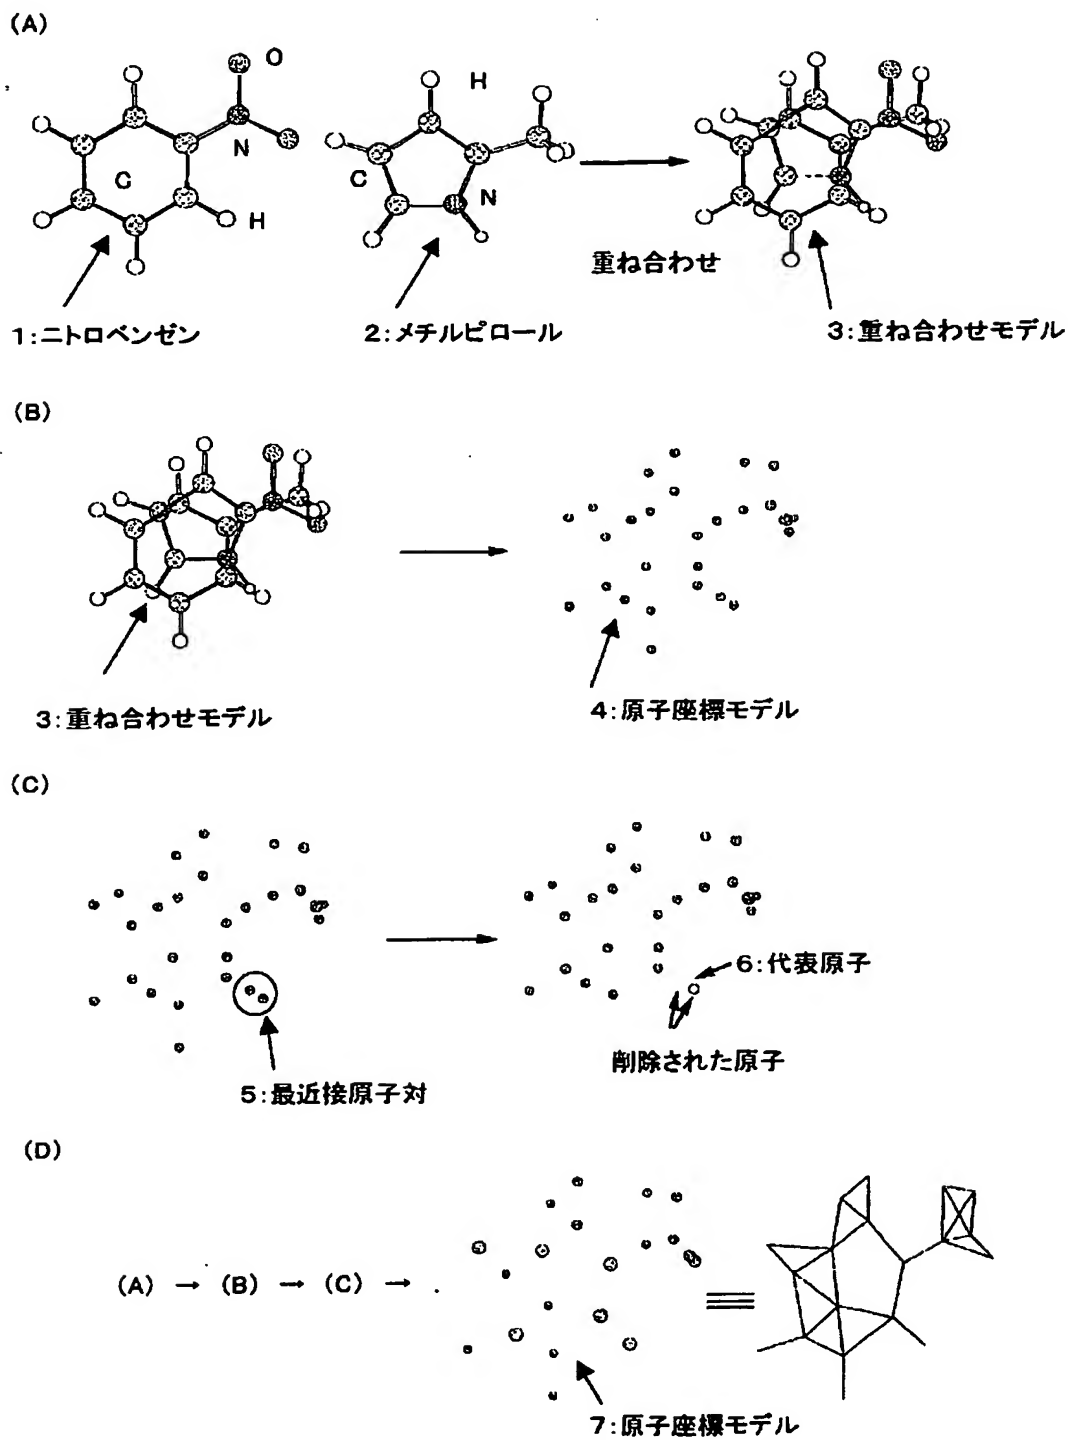 (A)
O
N
C
H
H
C
N
重ね合わせ
1:ニトロベンゼン
2:メチルピロール
3:重ね合わせモデル
(B)
3:重ね合わせモデル
4:原子座標モデル
(C)
6:代表原子
削除された原子
5:最近接原子対
(D)
(A) → (B) → (C) →
7:原子座標モデル